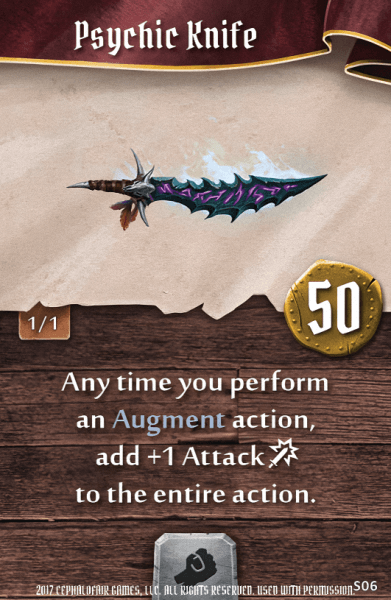 Psychic Knife
50
1/1
Any time you perform
an Augment action,
add +1 Attack
to the entire action.
2017 CEPHALOFAIR GAMES, LLC. ALL RIGHTS RESERVED. USED WITH PERMISSION
S06